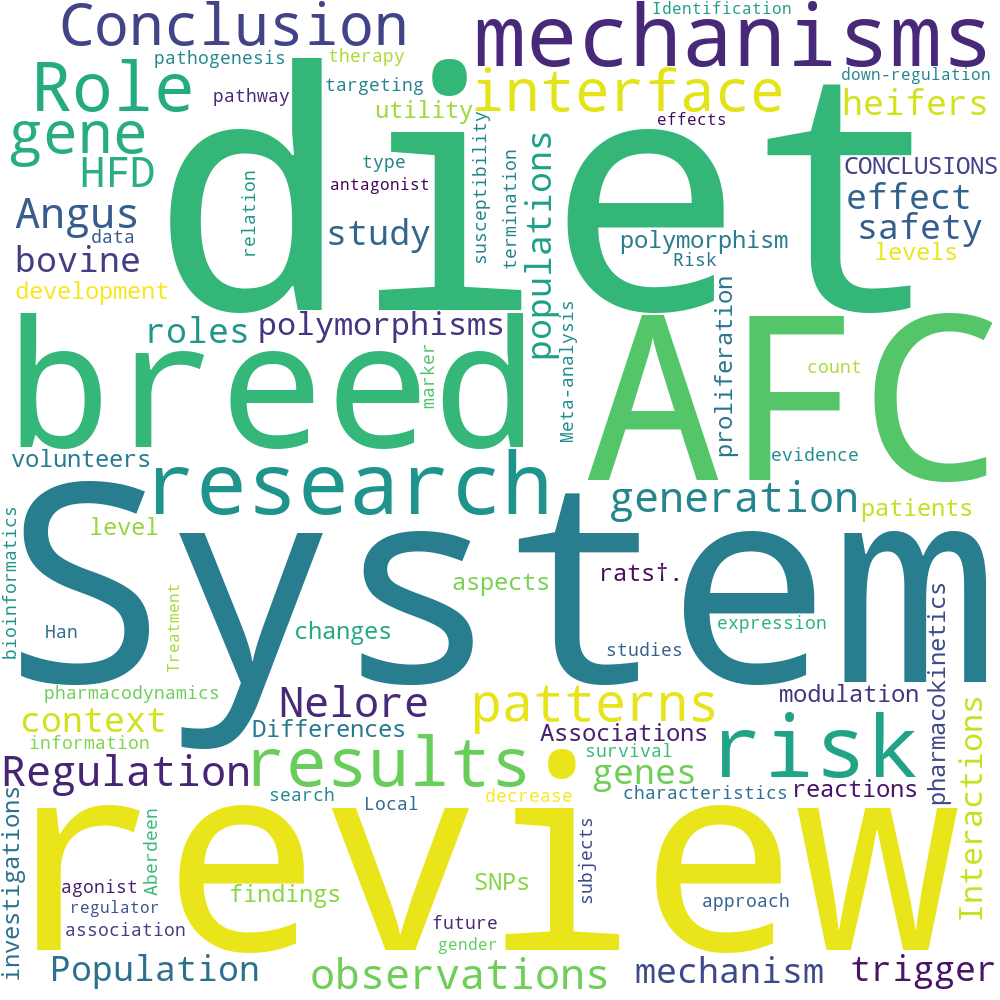 Identification
Conclusion
mechanisms
pathogenesis
therapy
Role
targeting
interface
down-regulation
pathway
utility
heifers
gene
diet
effects
susceptibility
populations
termination
type
HFD
antagonist
CONCLUSIONS
relation
Angus
effect
study
safety
data
polymorphism
bovine
Risk
levels
development
proliferation
roles
polymorphisms
Meta-analysis
breed
AFC
marker
count
volunteers
evidence
research
generation
patients
System
level
bioinformatics
aspects
rats†.
Treatment
Han
changes
expression
studies
pharmacokinetics
pharmacodynamics
Nelore
patterns
modulation
context
Differences
Associations
Interactions
information
results
survival
risk
Regulation
genes
search
Local
decrease
characteristics
reactions
investigations
review
Aberdeen
subjects
agonist
findings
SNPs
regulator
approach
association
future
gender
Population
observations
mechanism
trigger